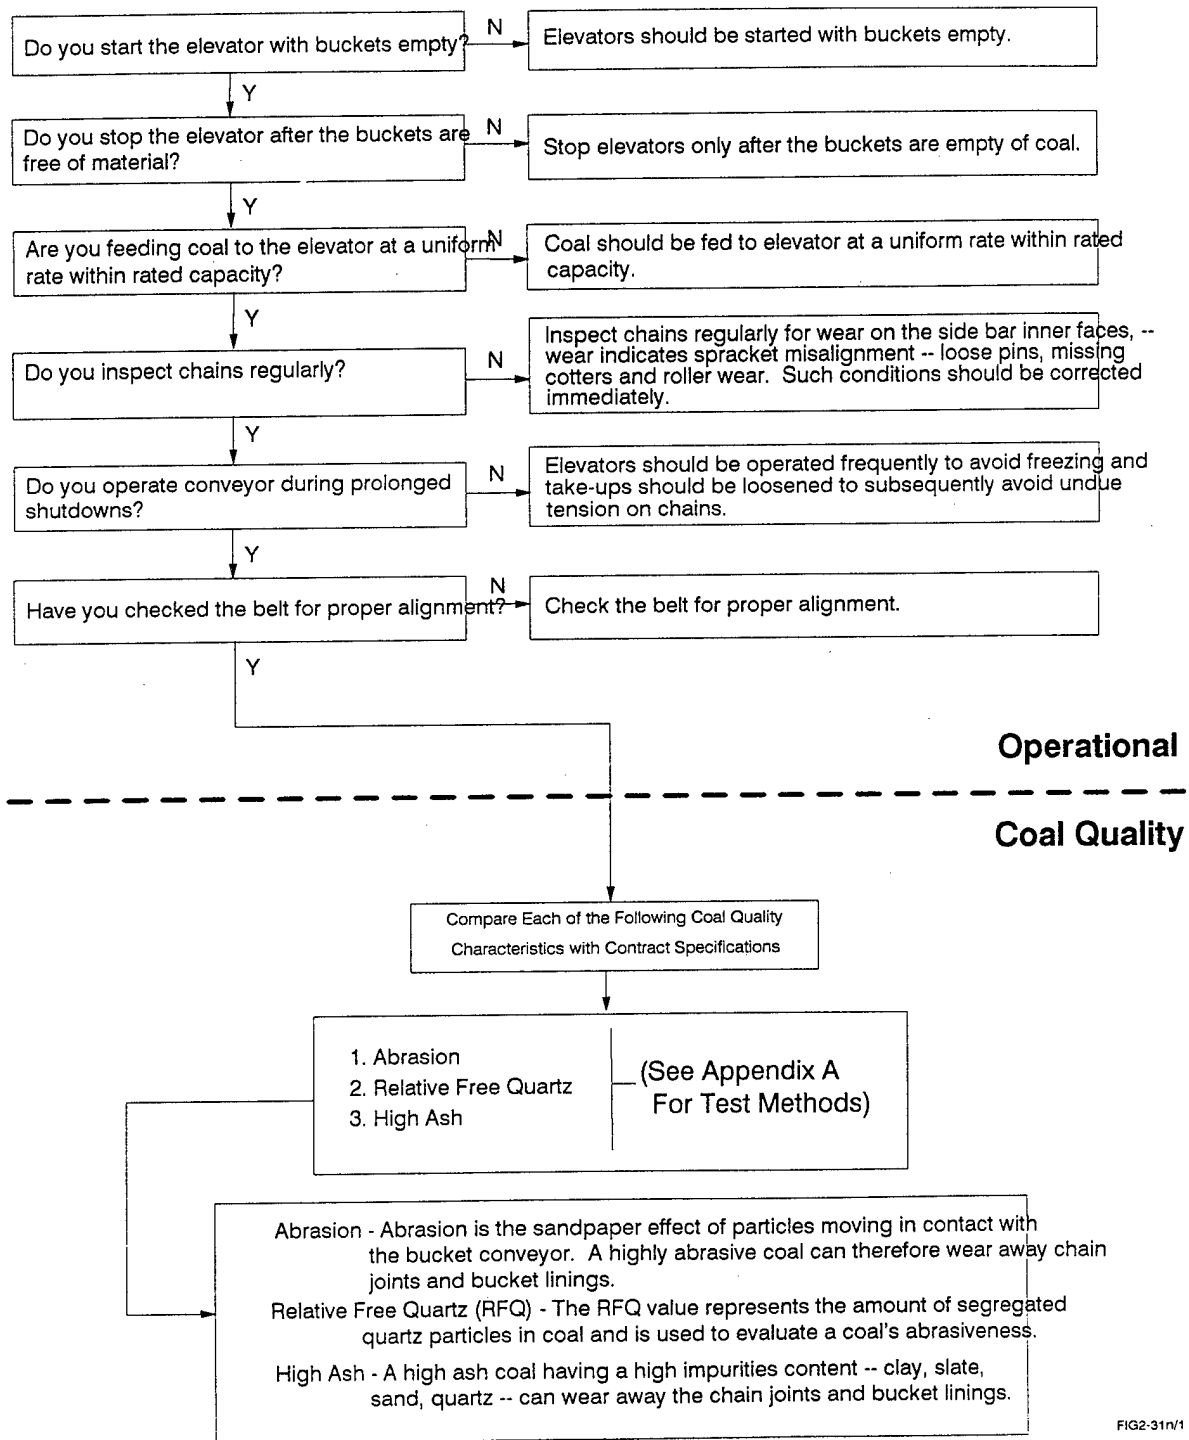 Do you start the elevator with buckets empty?
N
Elevators should be started with buckets empty.
Y
Do you stop the elevator after the buckets are
free of material?
N
Stop elevators only after the buckets are empty of coal.
Y
Are you feeding coal to the elevator at a uniform
rate within rated capacity?
N
Coal should be fed to elevator at a uniform rate within rated
capacity.
Y
Do you inspect chains regularly?
N
Inspect chains regularly for wear on the side bar inner faces, --
wear indicates spracket misalignment -- loose pins, missing
cotters and roller wear. Such conditions should be corrected
immediately.
Y
Do you operate conveyor during prolonged
shutdowns?
N
Elevators should be operated frequently to avoid freezing and
take-ups should be loosened to subsequently avoid undue
tension on chains.
Y
Have you checked the belt for proper alignment?
N
Check the belt for proper alignment.
Y
Operational
Coal Quality
Compare Each of the Following Coal Quality
Characteristics with Contract Specifications
1. Abrasion
2. Relative Free Quartz
3. High Ash
(See Appendix A
For Test Methods)
Abrasion - Abrasion is the sandpaper effect of particles moving in contact with
the bucket conveyor. A highly abrasive coal can therefore wear away chain
joints and bucket linings.
Relative Free Quartz (RFQ) - The RFQ value represents the amount of segregated
quartz particles in coal and is used to evaluate a coal's abrasiveness.
High Ash - A high ash coal having a high impurities content -- clay, slate,
sand, quartz -- can wear away the chain joints and bucket linings.
FIG2-31n/1